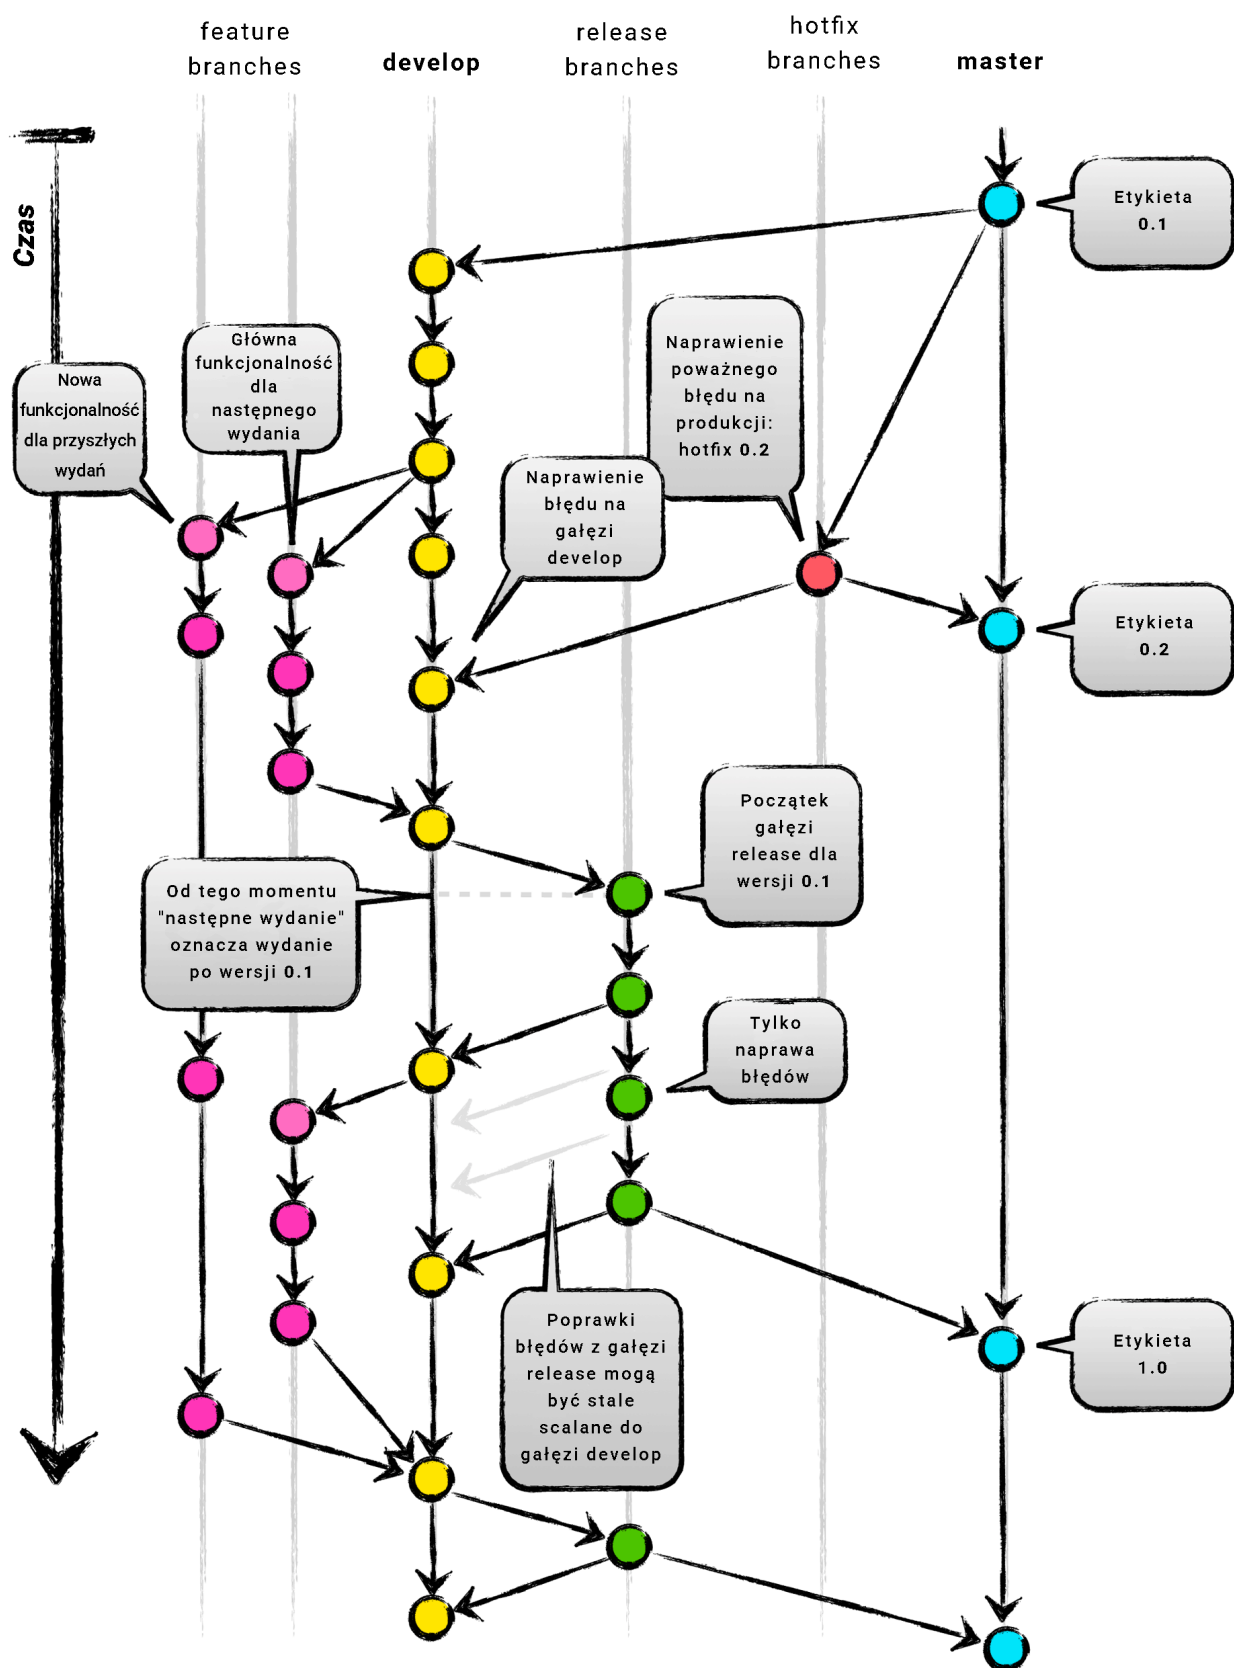 feature
branches
develop
release
branches
hotfix
branches
master
Czas
Etykieta
0.1
Główna
funkcjonalność
dla
następnego
wydania
Nowa
funkcjonalność
dla przyszłych
wydań
Naprawienie
poważnego
błędu na
produkcji:
hotfix 0.2
Naprawienie
błędu na
gałęzi
develop
Etykieta
0.2
Początek
gałęzi
release dla
wersji 0.1
Od tego momentu
"następne wydanie"
oznacza wydanie
po wersji 0.1
Tylko
naprawa
błędów
Poprawki
błędów z gałęzi
release mogą
być stale
scalane do
gałęzi develop
Etykieta
1.0